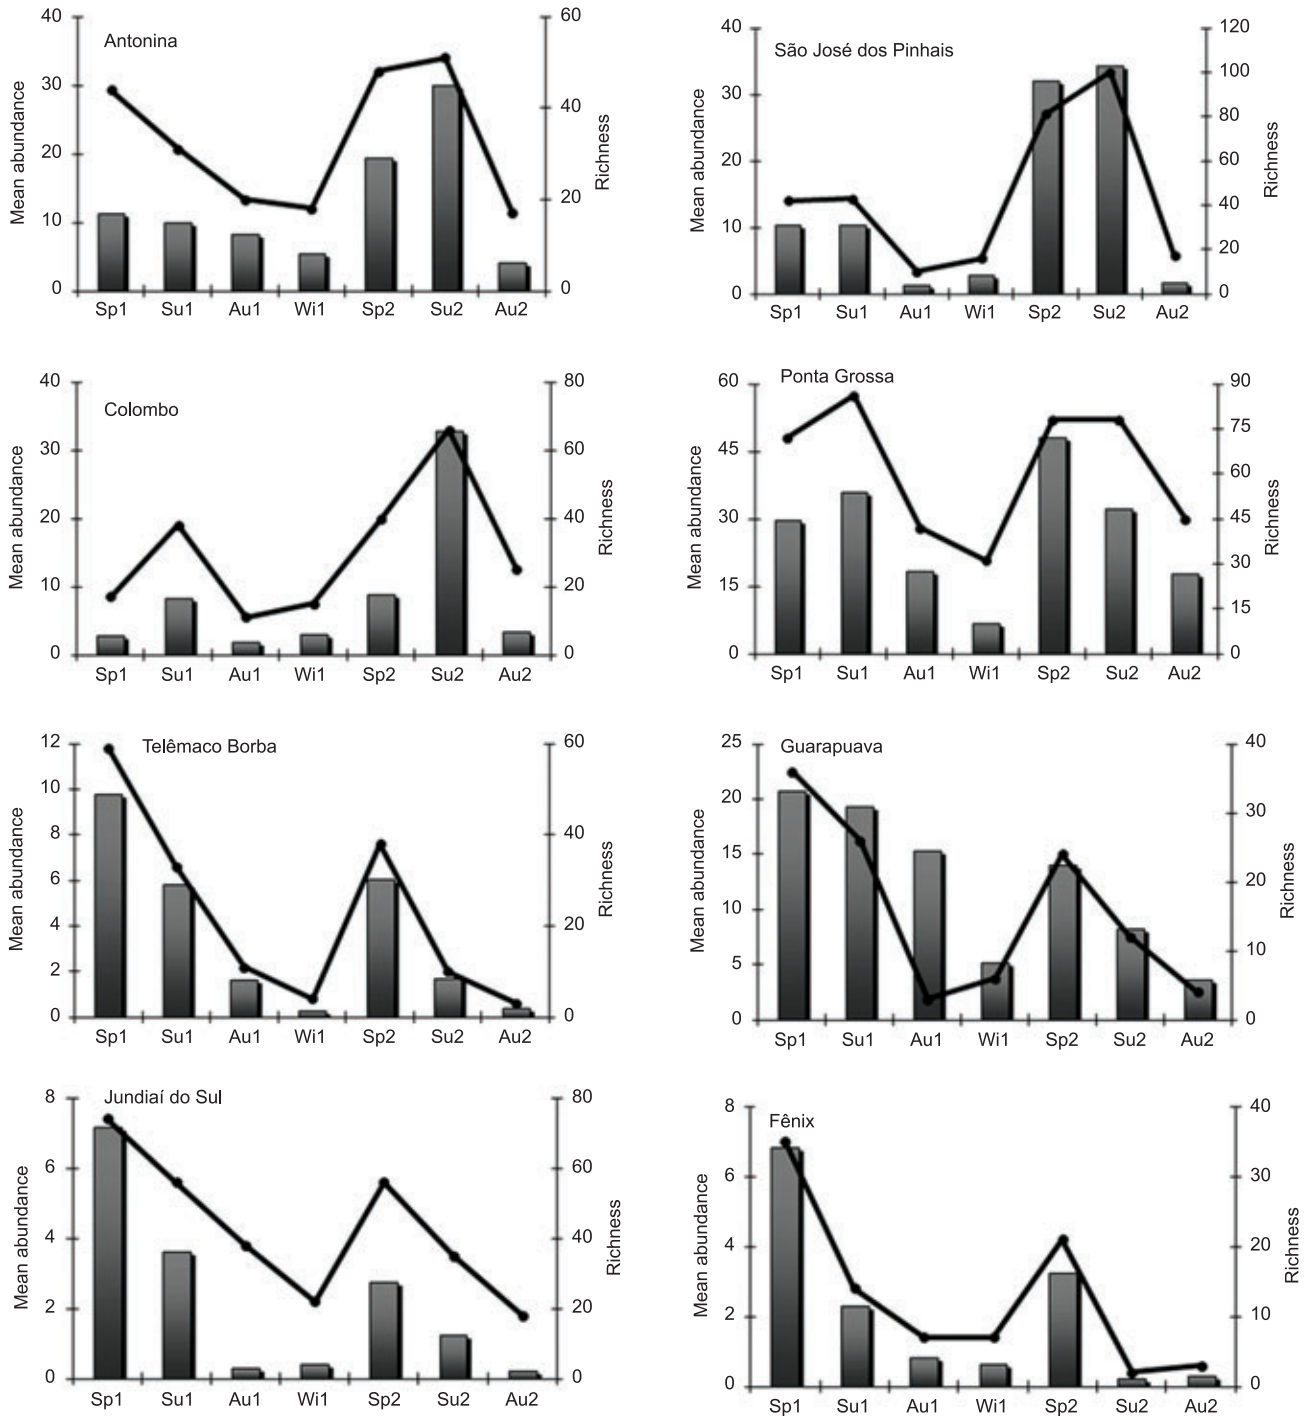 Antonina
Mean abundance
40
30
20
10
0
60
40
20
0
Richness
Sp1 Su1 Au1 Wi1 Sp2 Su2 Au2
São José dos Pinhais
Mean abundance
40
30
20
10
0
120
100
80
60
40
20
0
Richness
Sp1 Su1 Au1 Wi1 Sp2 Su2 Au2
Colombo
Mean abundance
40
30
20
10
0
80
60
40
20
0
Richness
Sp1 Su1 Au1 Wi1 Sp2 Su2 Au2
Ponta Grossa
Mean abundance
60
45
30
15
0
90
75
60
45
30
15
0
Richness
Sp1 Su1 Au1 Wi1 Sp2 Su2 Au2
Telêmaco Borba
Mean abundance
12
10
8
6
4
2
0
60
40
20
0
Richness
Sp1 Su1 Au1 Wi1 Sp2 Su2 Au2
Guarapuava
Mean abundance
25
20
15
10
5
0
40
30
20
10
0
Richness
Sp1 Su1 Au1 Wi1 Sp2 Su2 Au2
Jundiaí do Sul
Mean abundance
8
6
4
2
0
80
60
40
20
0
Richness
Sp1 Su1 Au1 Wi1 Sp2 Su2 Au2
Fênix
Mean abundance
8
6
4
2
0
40
30
20
10
0
Richness
Sp1 Su1 Au1 Wi1 Sp2 Su2 Au2